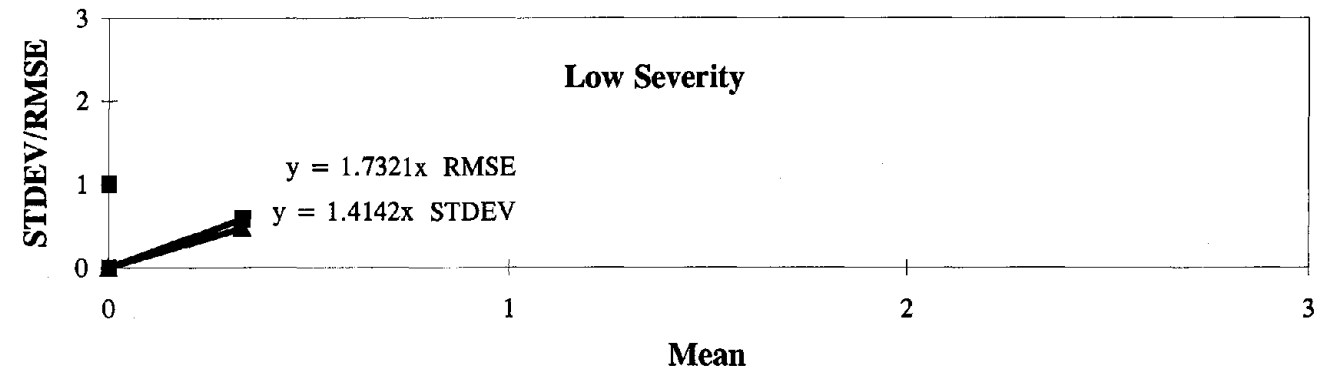 3
Low Severity
2
STDEV/RMSE
y = 1.7321x RMSE
1
y = 1.4142x STDEV
0
0 1 2 3
Mean